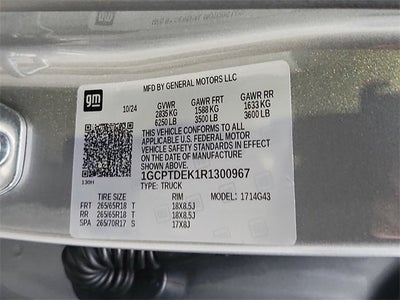 MFD BY GENERAL MOTORS LLC
gm
10/24 GVWR GAWR FRT GAWR RR
2835 KG 1588 KG 1633 KG
6250 LB 3500 LB 3600 LB
THIS VEHICLE CONFORMS TO ALL
APPLICABLE U.S. FEDERAL MOTOR
VEHICLE SAFETY STANDARDS IN EFFECT
ON THE DATE OF MANUFACTURE
SHOWN ABOVE.
1GCPTDEK1R1300967
TYPE: TRUCK MODEL: 1714G43
TIRE SIZE RIM
FRT 265/65R18 T 18X8.5J
RR 265/65R18 T 18X8.5J
SPA 265/70R17 S 17X8J